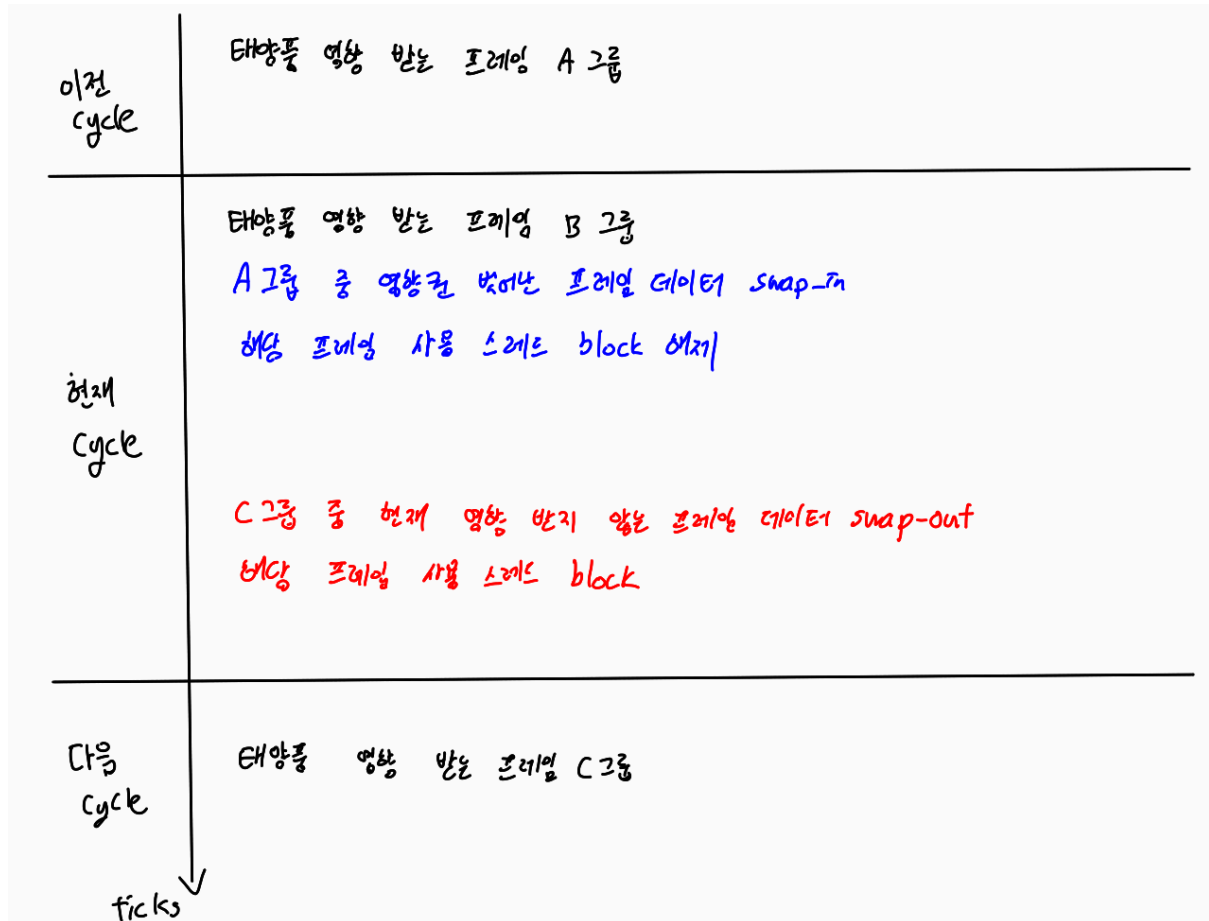 이전
cycle
태양풍 영향 받는 프레임 A 그룹
현재
cycle
태양풍 영향 받는 프레임 B 그룹
A 그룹 중 영향권 벗어난 프레임 데이터 swap_in
해당 프레임 사용 스레드 block 해제
C 그룹 중 현재 영향 받지 않는 프레임 데이터 swap-out
해당 프레임 사용 스레드 block
다음
cycle
태양풍 영향 받는 프레임 C 그룹
ticks